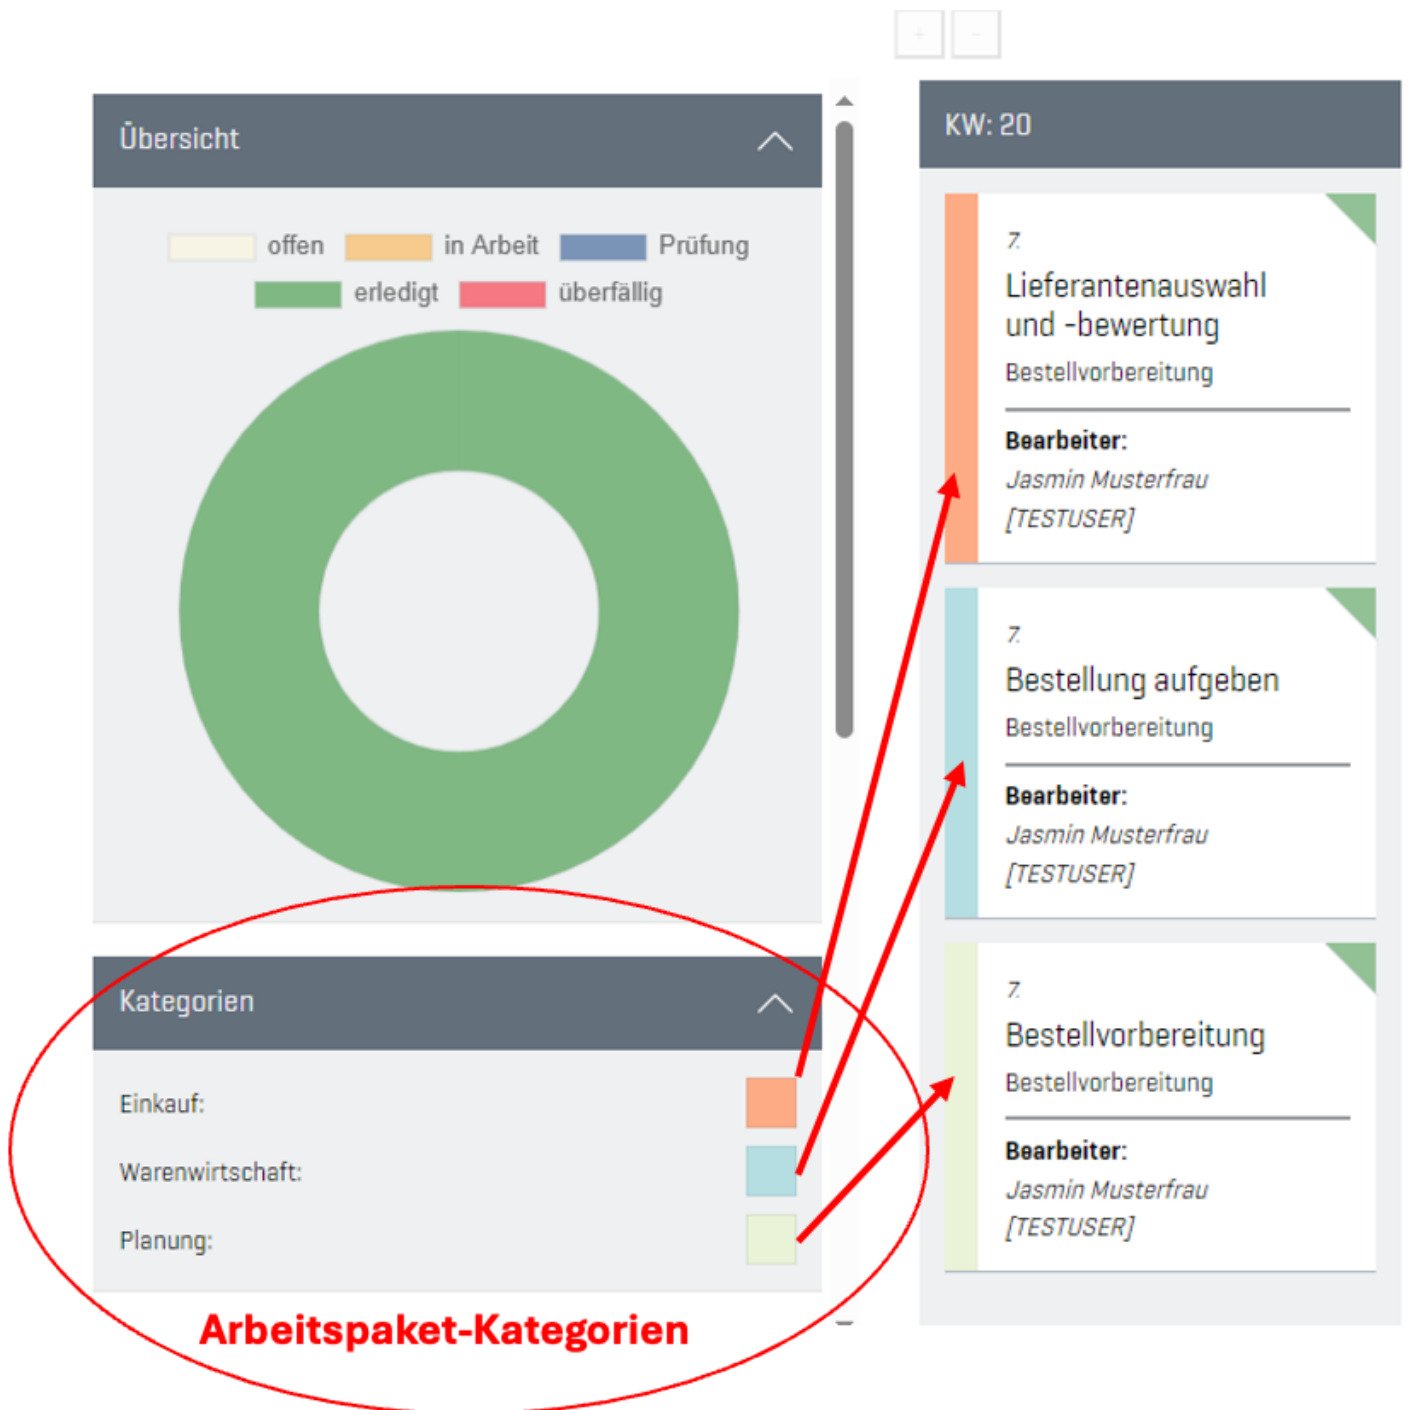 + -
Übersicht
offen in Arbeit Prüfung
erledigt überfällig
Kategorien
Einkauf:
Warenwirtschaft:
Planung:
Arbeitspaket-Kategorien
KW: 20
7.
Lieferantenauswahl
und -bewertung
Bestellvorbereitung
Bearbeiter:
Jasmin Musterfrau
[TESTUSER]
7.
Bestellung aufgeben
Bestellvorbereitung
Bearbeiter:
Jasmin Musterfrau
[TESTUSER]
7.
Bestellvorbereitung
Bestellvorbereitung
Bearbeiter:
Jasmin Musterfrau
[TESTUSER]